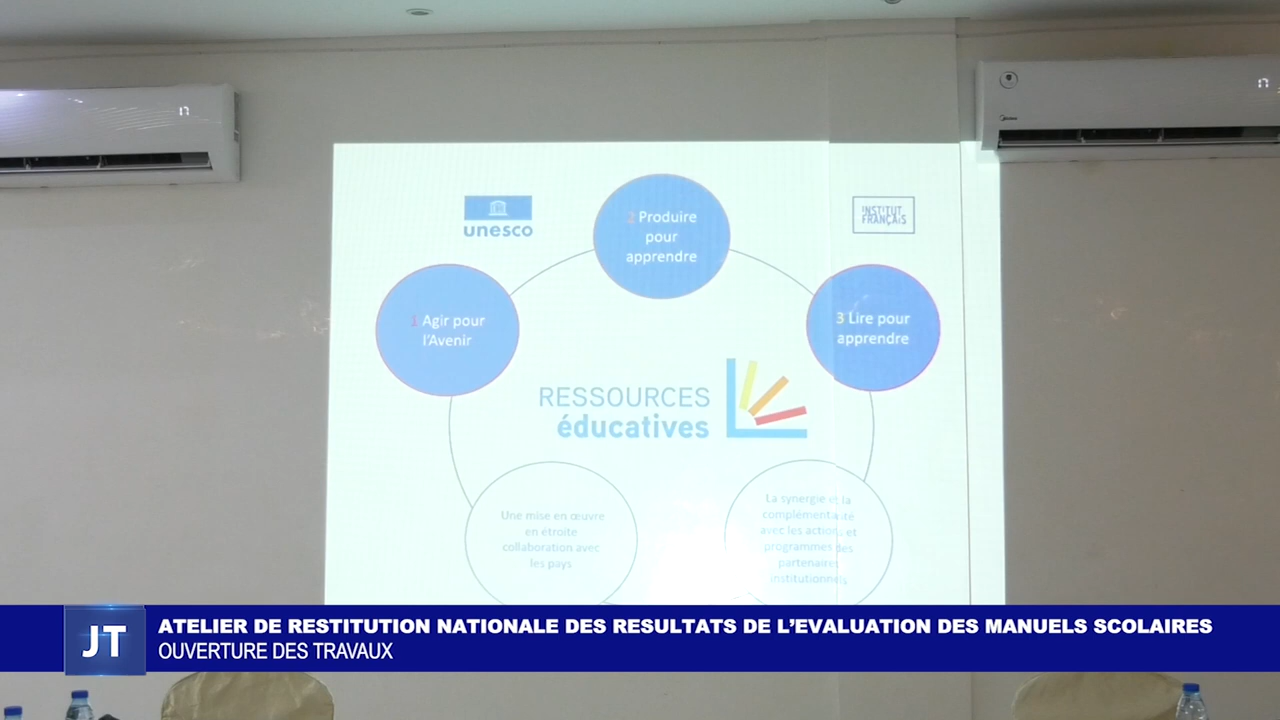 unesco
INSTITUT
FRANÇAIS
2 Produire
pour
apprendre
1 Agir pour
l'Avenir
3 Lire pour
apprendre
RESSOURCES
éducatives
Une mise en œuvre
en étroite
collaboration avec
les pays
La synergie et la
complémentarité
avec les actions et
programmes des
partenaires
institutionnels
Midea
JT
ATELIER DE RESTITUTION NATIONALE DES RESULTATS DE L'EVALUATION DES MANUELS SCOLAIRES
OUVERTURE DES TRAVAUX